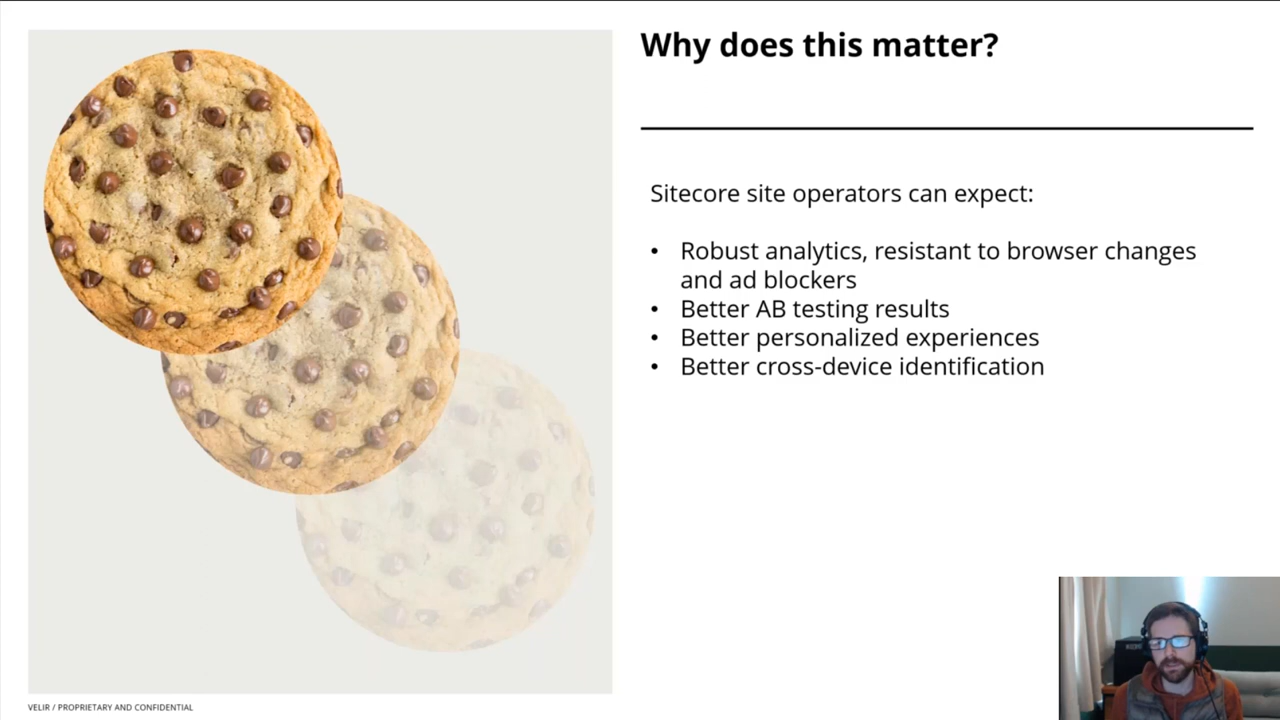 Why does this matter?
Sitecore site operators can expect:
• Robust analytics, resistant to browser changes
and ad blockers
• Better AB testing results
• Better personalized experiences
• Better cross-device identification
VELIR / PROPRIETARY AND CONFIDENTIAL